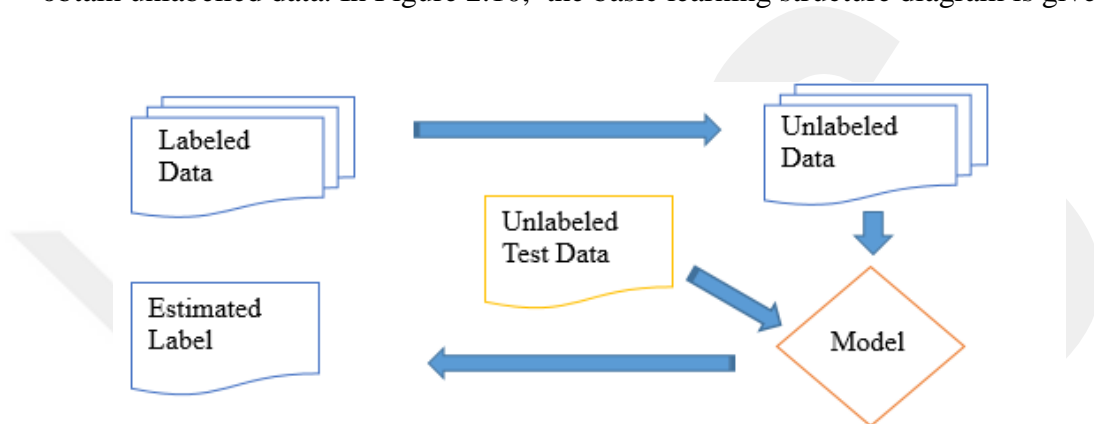 obtain unlabelled data. In Figure 2.10, the basic learning structure diagram is give
Labeled
Data
Unlabeled
Data
Unlabeled
Test Data
Estimated
Label
Model